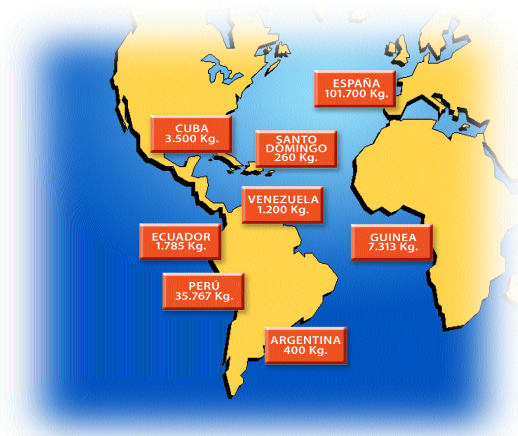 ESPAÑA
101.700 Kg.
CUBA
3.500 Kg.
SANTO
DOMINGO
260 Kg.
VENEZUELA
1.200 Kg.
ECUADOR
1.785 Kg.
GUINEA
7.313 Kg.
PERÚ
35.767 Kg.
ARGENTINA
400 Kg.